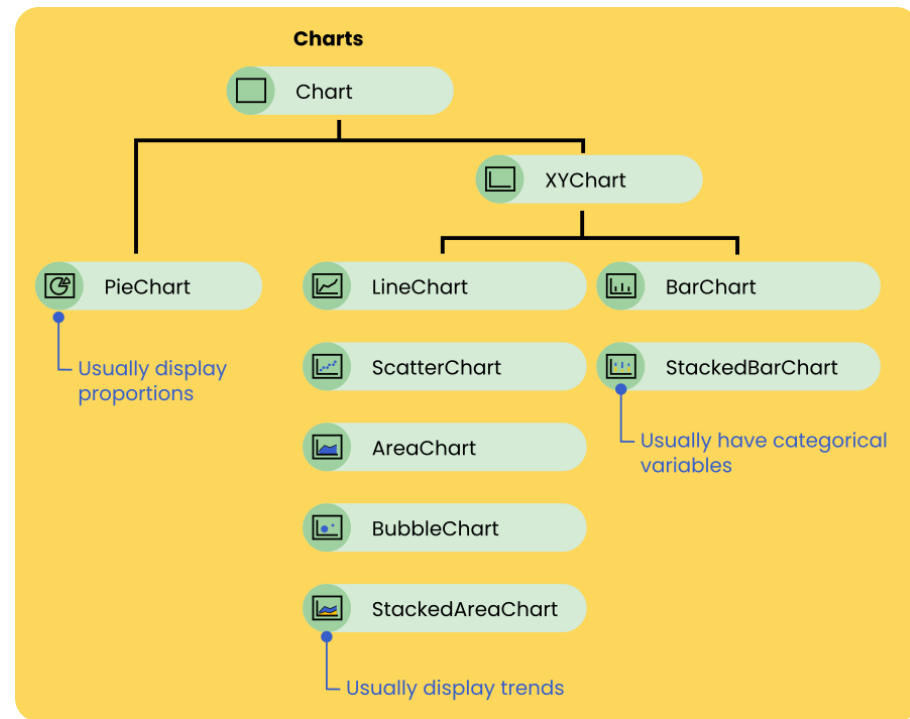 Charts
Chart
XYChart
PieChart
LineChart
BarChart
Usually display
proportions
ScatterChart
StackedBarChart
AreaChart
Usually have categorical
variables
BubbleChart
StackedAreaChart
Usually display trends